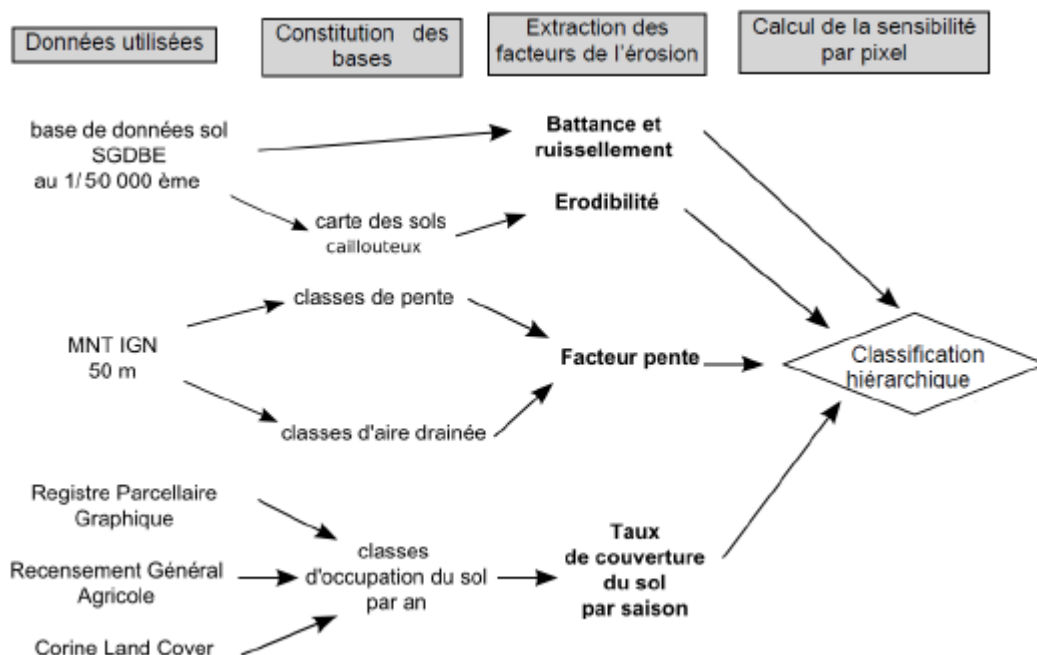 Données utilisées
Constitution des
bases
Extraction des
facteurs de l'érosion
Calcul de la sensibilité
par pixel
base de données sol
SGDBE
au 1/50 000 ème
Battance et
ruissellement
carte des sols
caillouteux
Erodibilité
MNT IGN
50 m
classes de pente
classes d'aire drainée
Facteur pente
Classification
hiérarchique
Registre Parcellaire
Graphique
Recensement Général
Agricole
Corine Land Cover
classes
d'occupation du sol
par an
Taux
de couverture
du sol
par saison